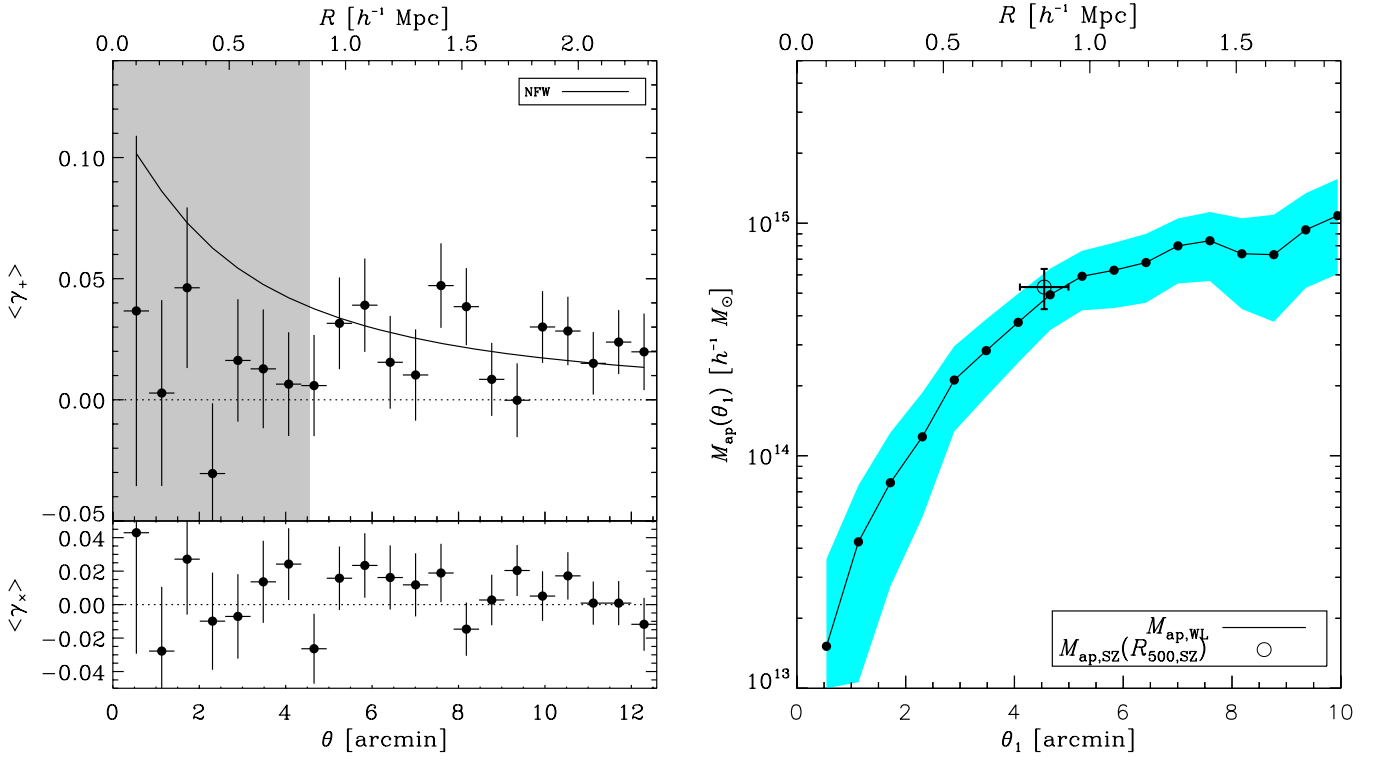 R [h⁻¹ Mpc]
0.0 0.5 1.0 1.5 2.0
NFW
<γ₊>
0.10
0.05
0.00
−0.05
<γₓ>
0.04
0.02
0.00
−0.02
−0.04
0 2 4 6 8 10 12
θ [arcmin]
R [h⁻¹ Mpc]
0.0 0.5 1.0 1.5
M_ap(θ₁) [h⁻¹ M_⊙]
10¹⁵
10¹⁴
10¹³
M_ap,WL
M_ap,SZ(R_500,SZ)
0 2 4 6 8 10
θ₁ [arcmin]